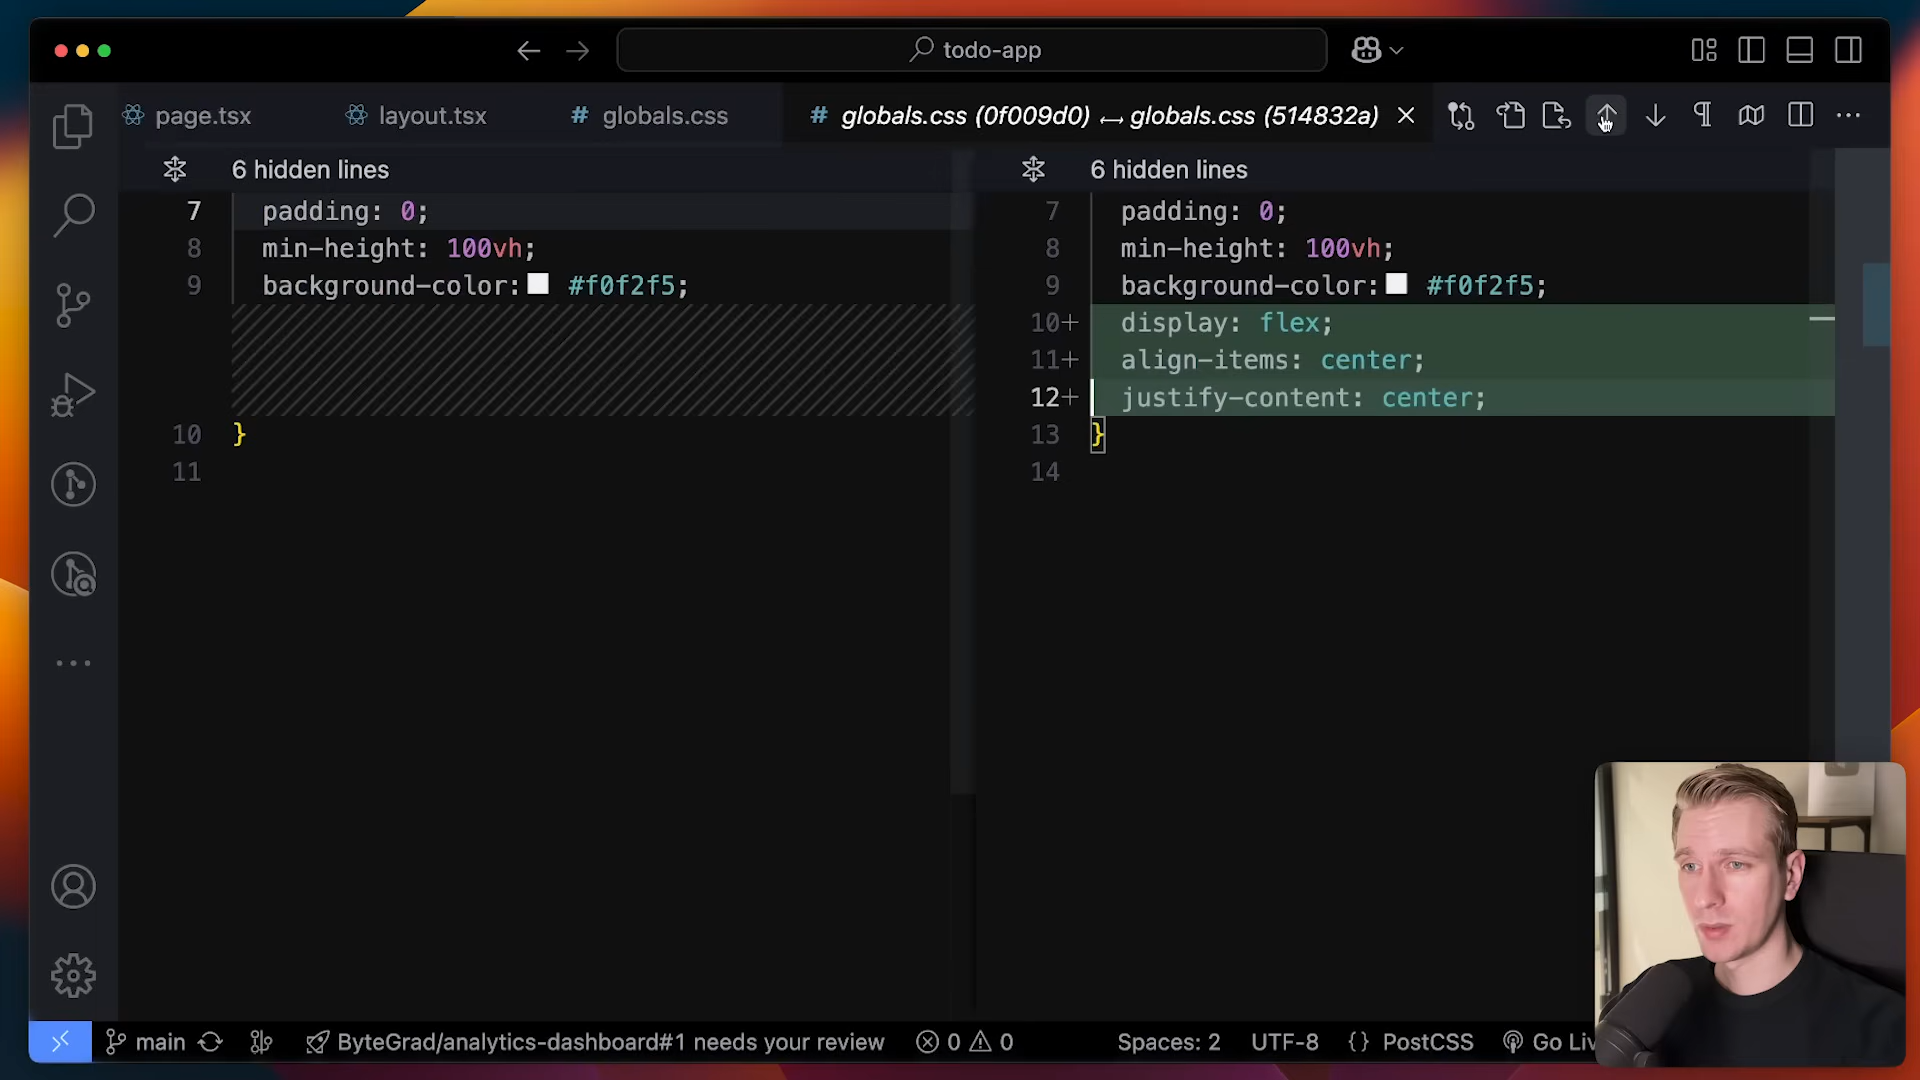 todo-app
page.tsx
layout.tsx
# globals.css
# globals.css (0f009d0) ↔ globals.css (514832a)
6 hidden lines
7 padding: 0;
8 min-height: 100vh;
9 background-color: #f0f2f5;
10 }
11
6 hidden lines
7 padding: 0;
8 min-height: 100vh;
9 background-color: #f0f2f5;
10+ display: flex;
11+ align-items: center;
12+ justify-content: center;
13 }
14
main
ByteGrad/analytics-dashboard#1 needs your review
0
0
Spaces: 2
UTF-8
{} PostCSS
Go Liv